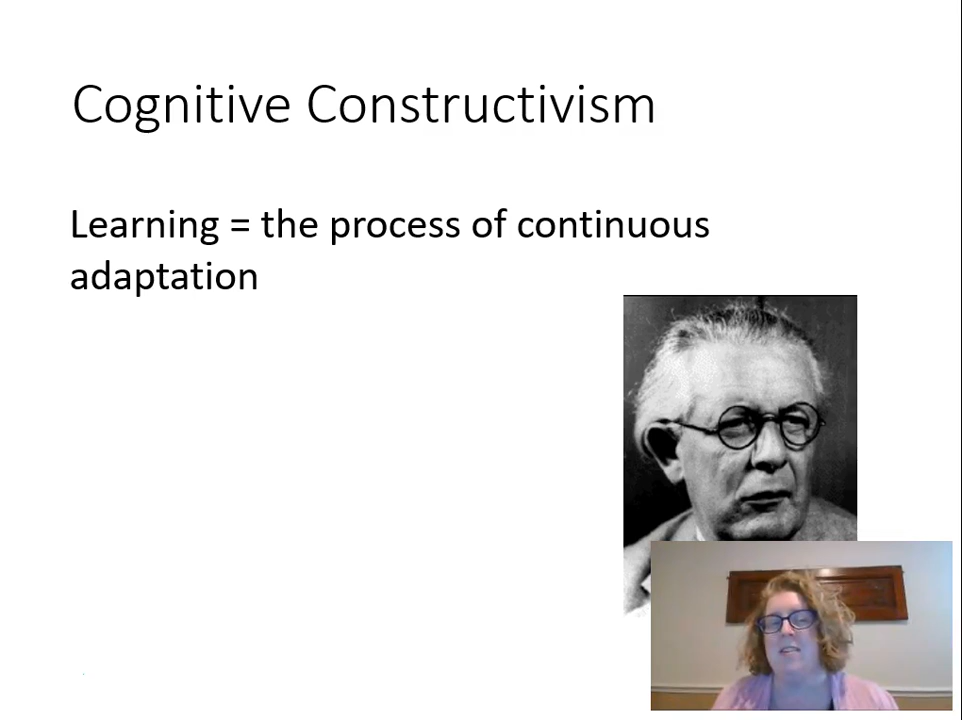 Cognitive Constructivism
Learning = the process of continuous
adaptation